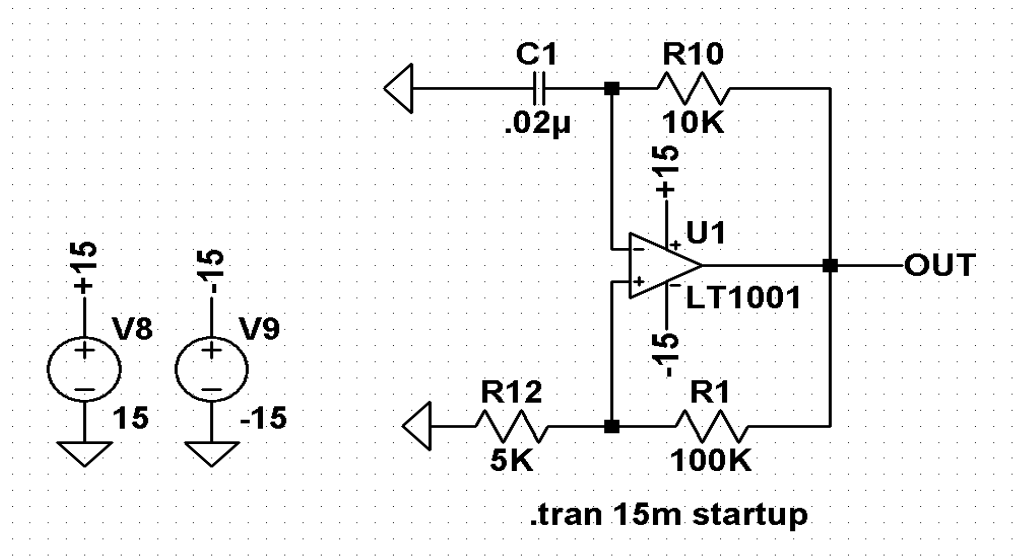 C1
.02µ
R10
10K
+15
U1
LT1001
-15
OUT
+15
V8
15
-15
V9
-15
R12
5K
R1
100K
.tran 15m startup